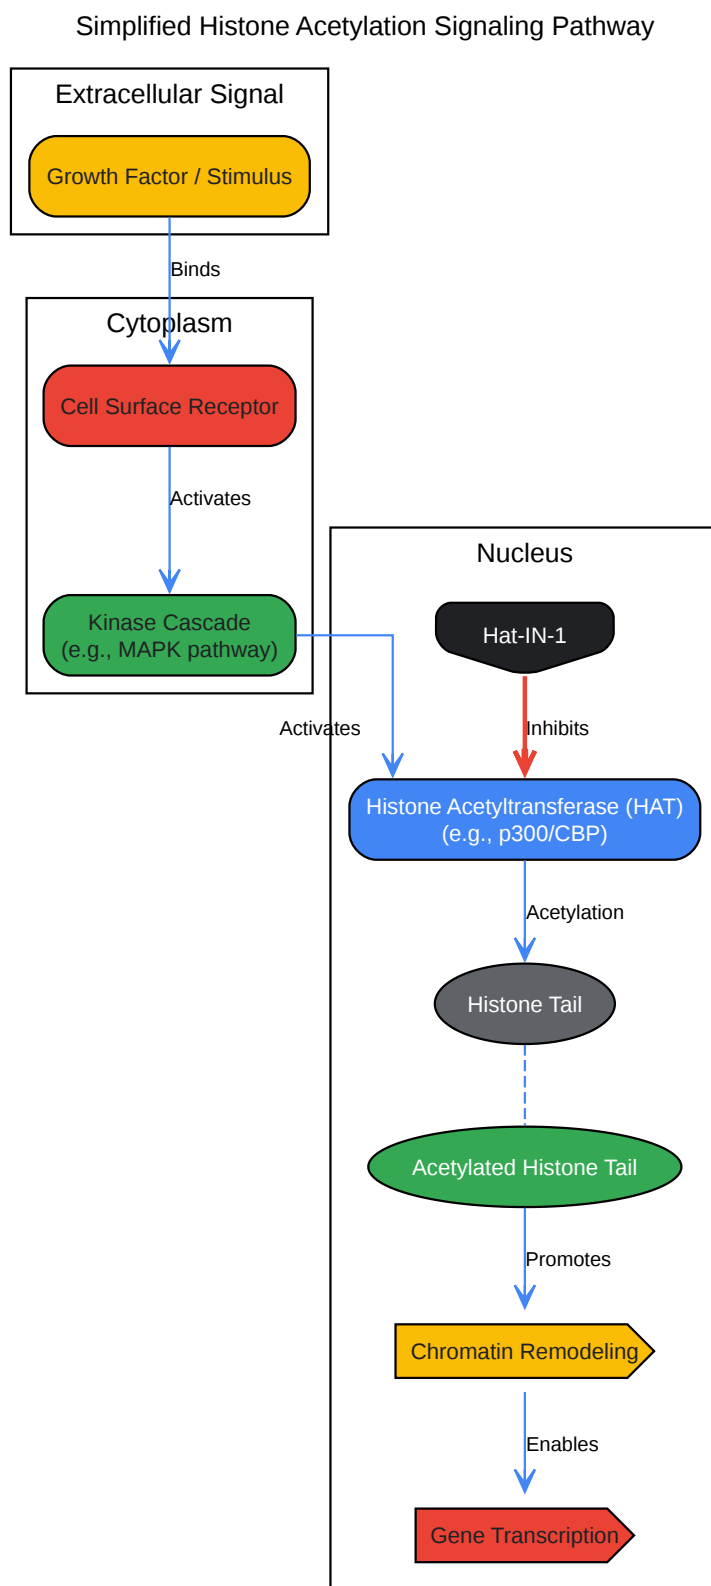 Simplified Histone Acetylation Signaling Pathway
Extracellular Signal
Growth Factor / Stimulus
Binds
Cytoplasm
Cell Surface Receptor
Activates
Nucleus
Kinase Cascade
(e.g., MAPK pathway)
Hat-IN-1
Activates
Inhibits
Histone Acetyltransferase (HAT)
(e.g., p300/CBP)
Acetylation
Histone Tail
Acetylated Histone Tail
Promotes
Chromatin Remodeling
Enables
Gene Transcription